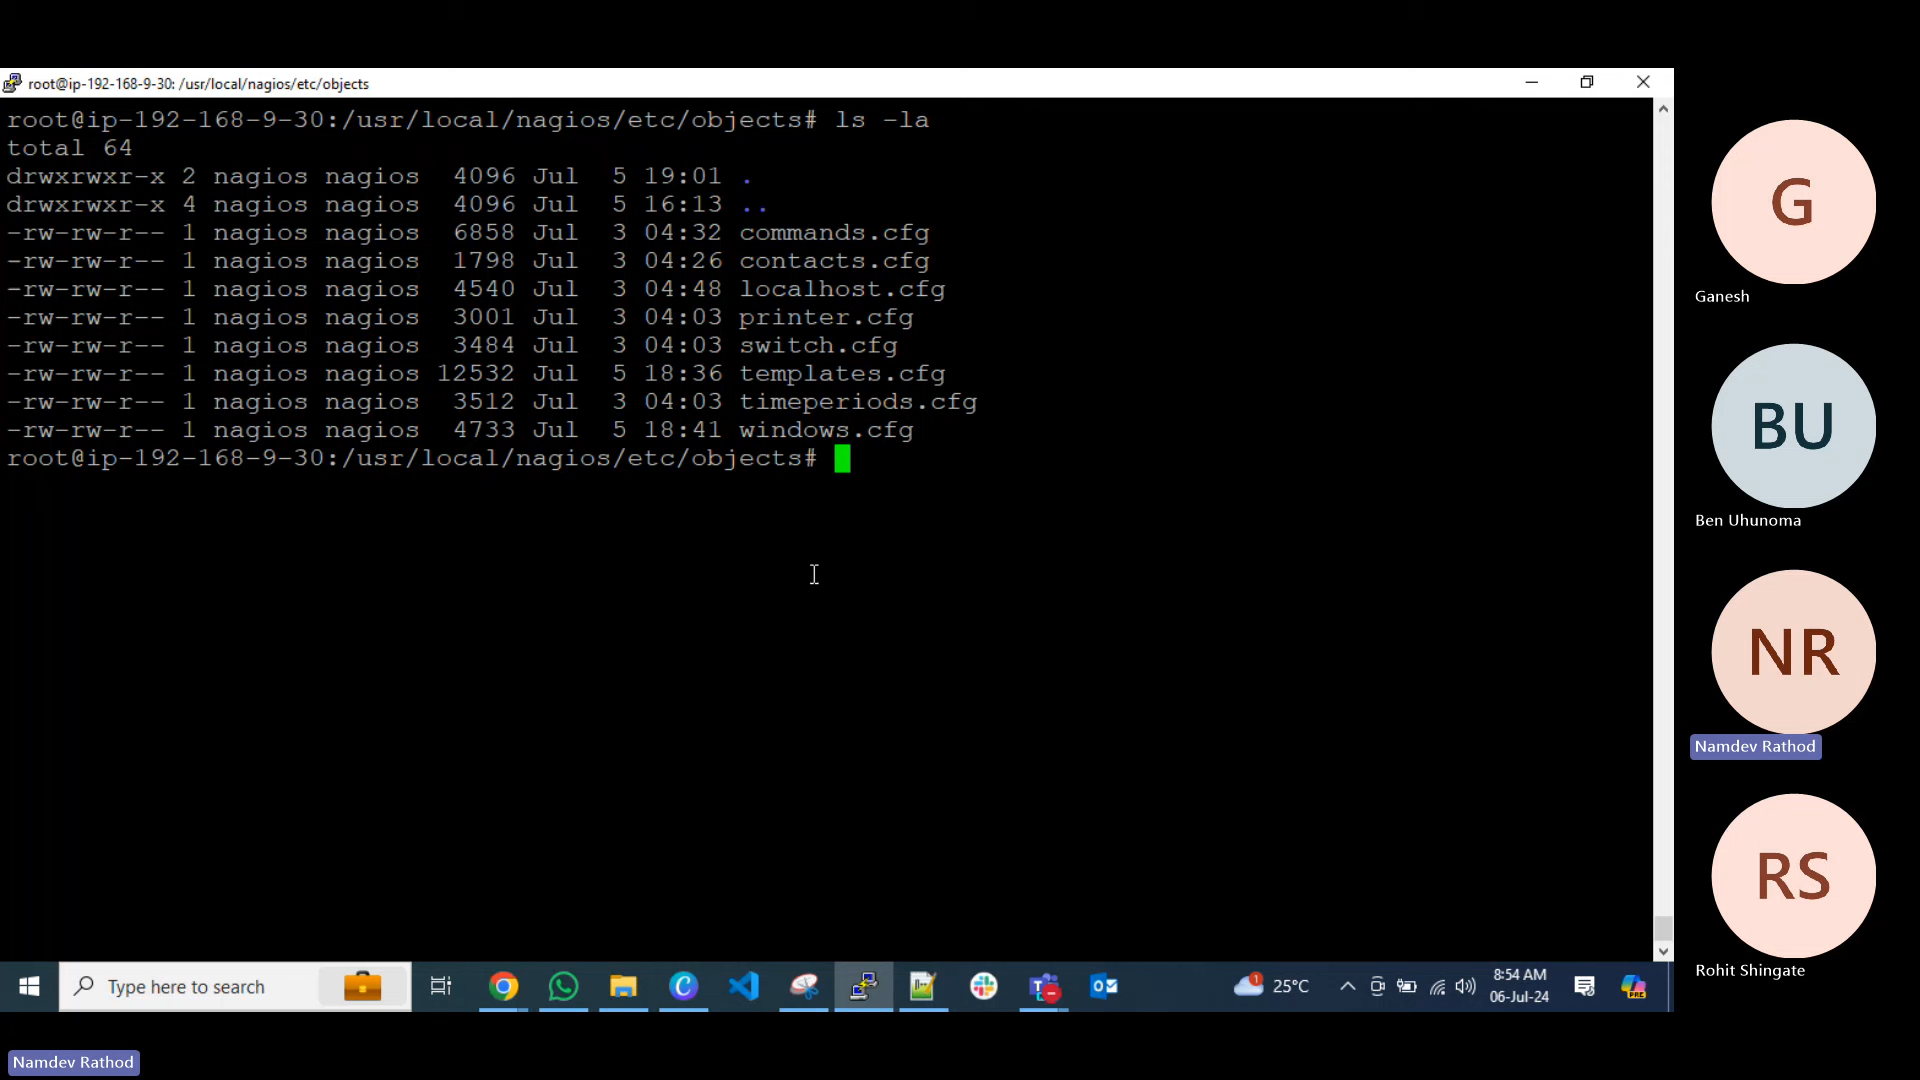 root@ip-192-168-9-30: /usr/local/nagios/etc/objects
root@ip-192-168-9-30:/usr/local/nagios/etc/objects# ls -la
total 64
drwxrwxr-x 2 nagios nagios  4096 Jul  5 19:01 .
drwxrwxr-x 4 nagios nagios  4096 Jul  5 16:13 ..
-rw-rw-r-- 1 nagios nagios  6858 Jul  3 04:32 commands.cfg
-rw-rw-r-- 1 nagios nagios  1798 Jul  3 04:26 contacts.cfg
-rw-rw-r-- 1 nagios nagios  4540 Jul  3 04:48 localhost.cfg
-rw-rw-r-- 1 nagios nagios  3001 Jul  3 04:03 printer.cfg
-rw-rw-r-- 1 nagios nagios  3484 Jul  3 04:03 switch.cfg
-rw-rw-r-- 1 nagios nagios 12532 Jul  5 18:36 templates.cfg
-rw-rw-r-- 1 nagios nagios  3512 Jul  3 04:03 timeperiods.cfg
-rw-rw-r-- 1 nagios nagios  4733 Jul  5 18:41 windows.cfg
root@ip-192-168-9-30:/usr/local/nagios/etc/objects#
G
Ganesh
BU
Ben Uhunoma
NR
Namdev Rathod
RS
Rohit Shingate
Type here to search
1
25°C
8:54 AM
06-Jul-24
PRE
Namdev Rathod